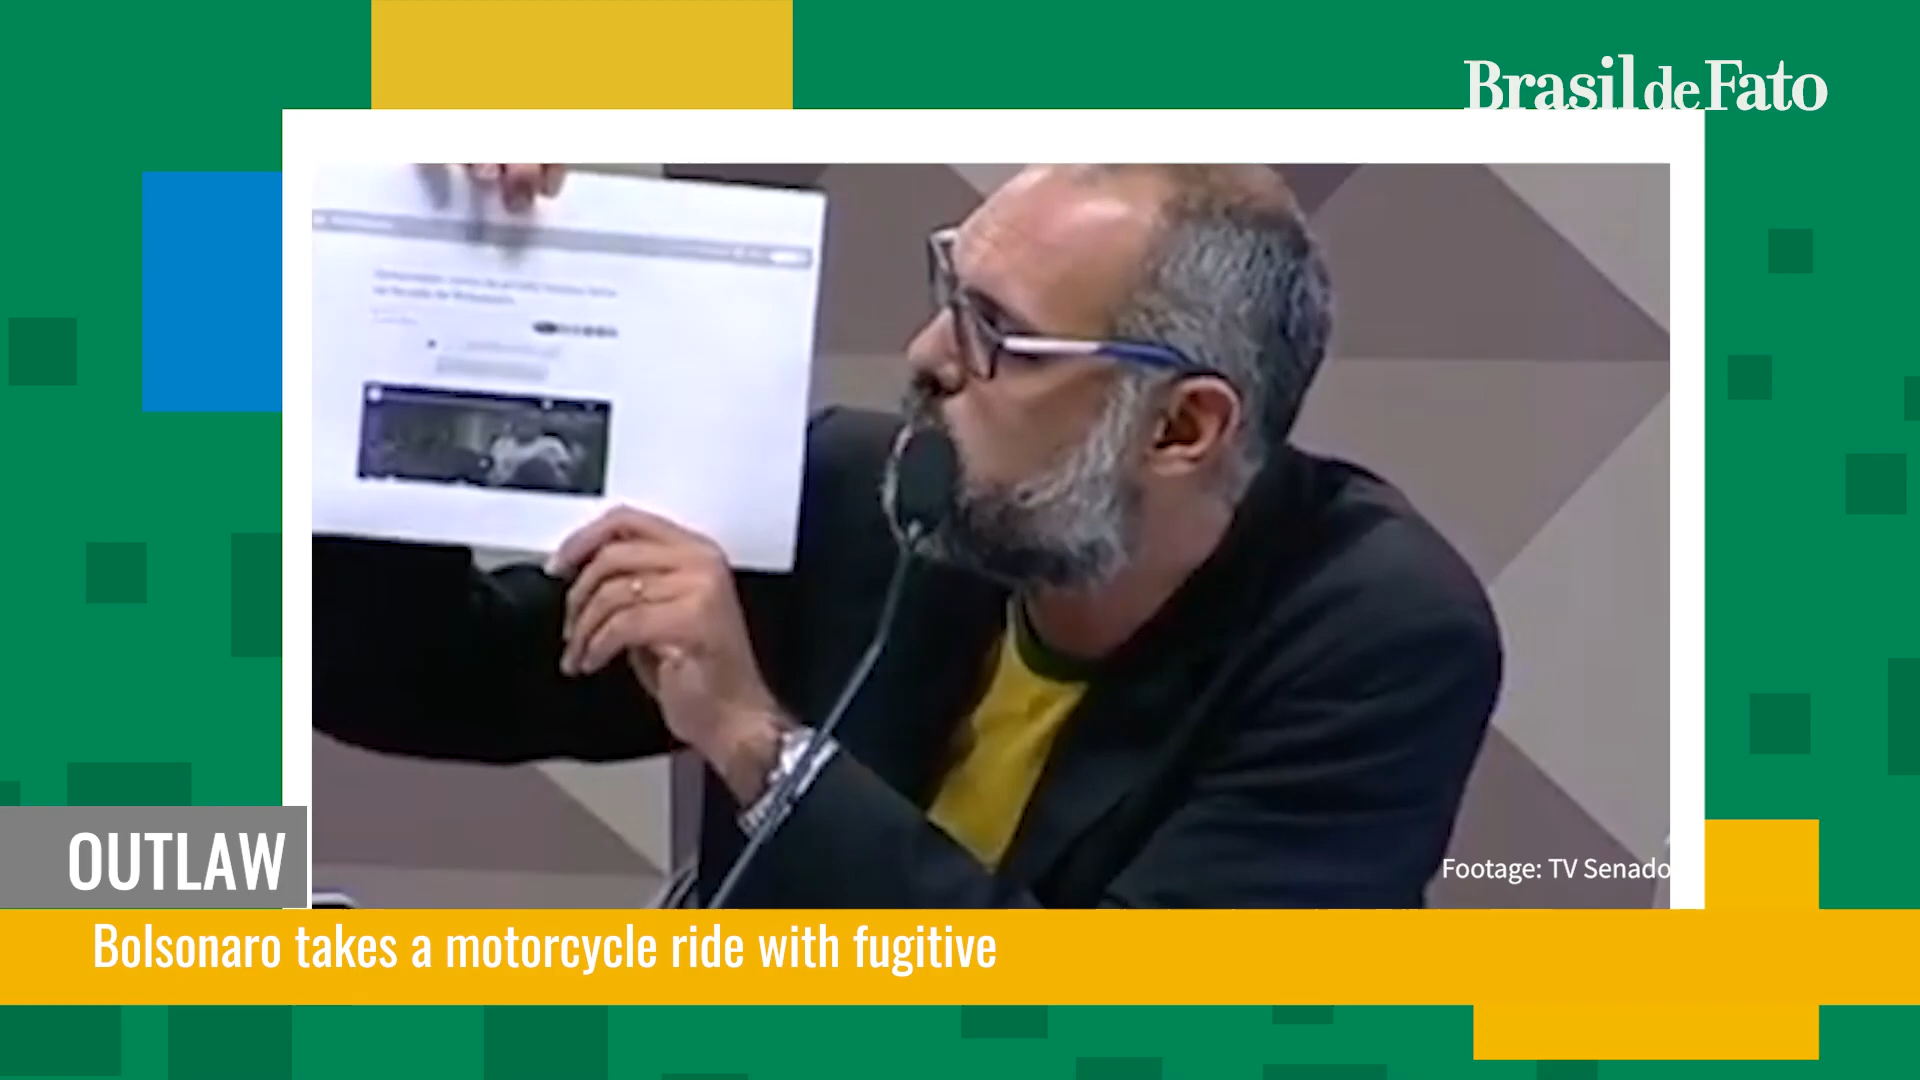 Brasil de Fato
Footage: TV Senado
OUTLAW
Bolsonaro takes a motorcycle ride with fugitive